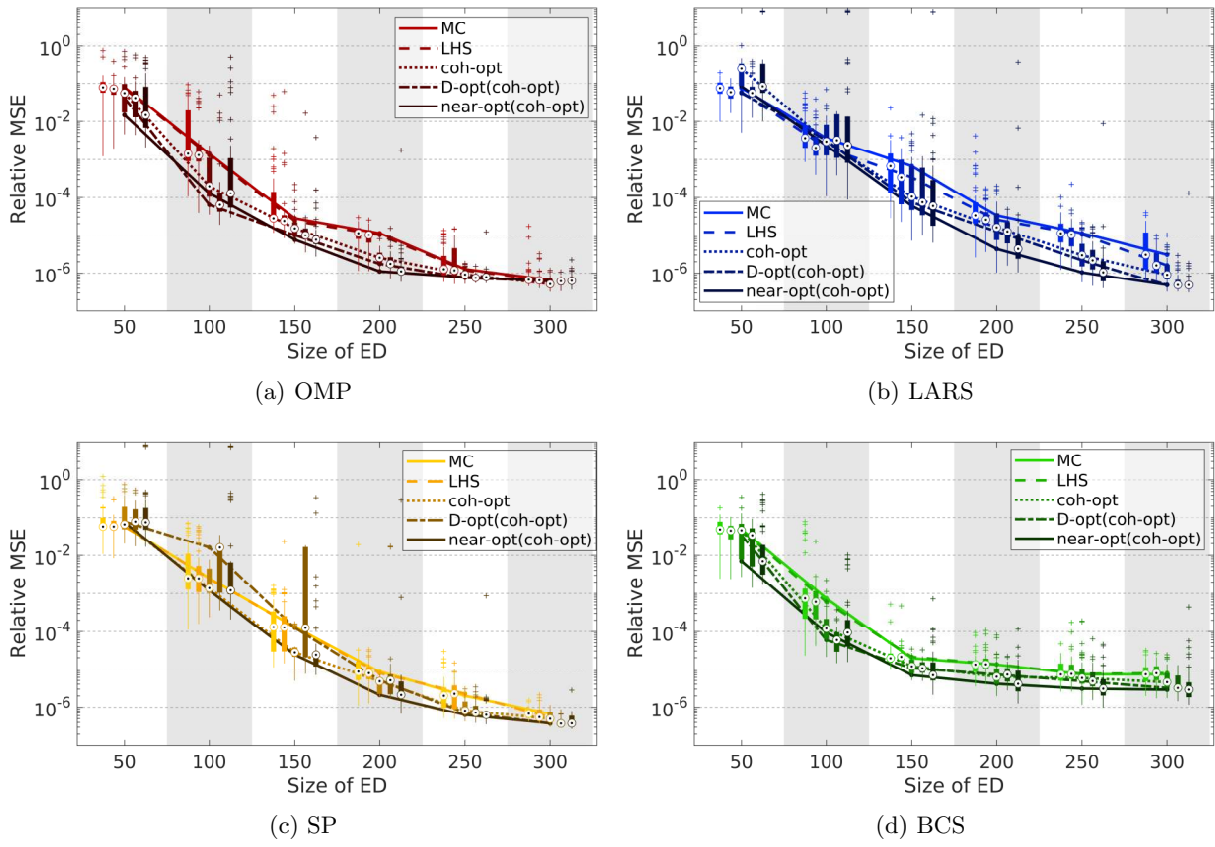 10^0
10^-2
10^-4
10^-5
Relative MSE
MC
LHS
coh-opt
D-opt(coh-opt)
near-opt(coh-opt)
50 100 150 200 250 300
Size of ED
(a) OMP
10^0
10^-2
10^-4
10^-5
Relative MSE
MC
LHS
coh-opt
D-opt(coh-opt)
near-opt(coh-opt)
50 100 150 200 250 300
Size of ED
(b) LARS
10^0
10^-2
10^-4
10^-5
Relative MSE
MC
LHS
coh-opt
D-opt(coh-opt)
near-opt(coh-opt)
50 100 150 200 250 300
Size of ED
(c) SP
10^0
10^-2
10^-4
10^-5
Relative MSE
MC
LHS
coh-opt
D-opt(coh-opt)
near-opt(coh-opt)
50 100 150 200 250 300
Size of ED
(d) BCS